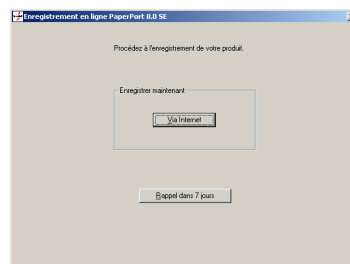 Enregistrement en ligne PaperPort 8.0 SE
Procédez à l'enregistrement de votre produit.
Enregistrer maintenant
Via Internet
Rappel dans 7 jours